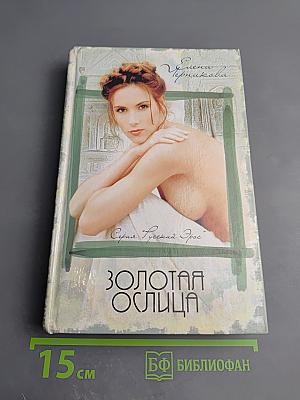 Елена
Черникова
Серия "Русский Эрос"
ЗОЛОТАЯ
ОСЛИЦА
15 см
БФ БИБЛИОФАН